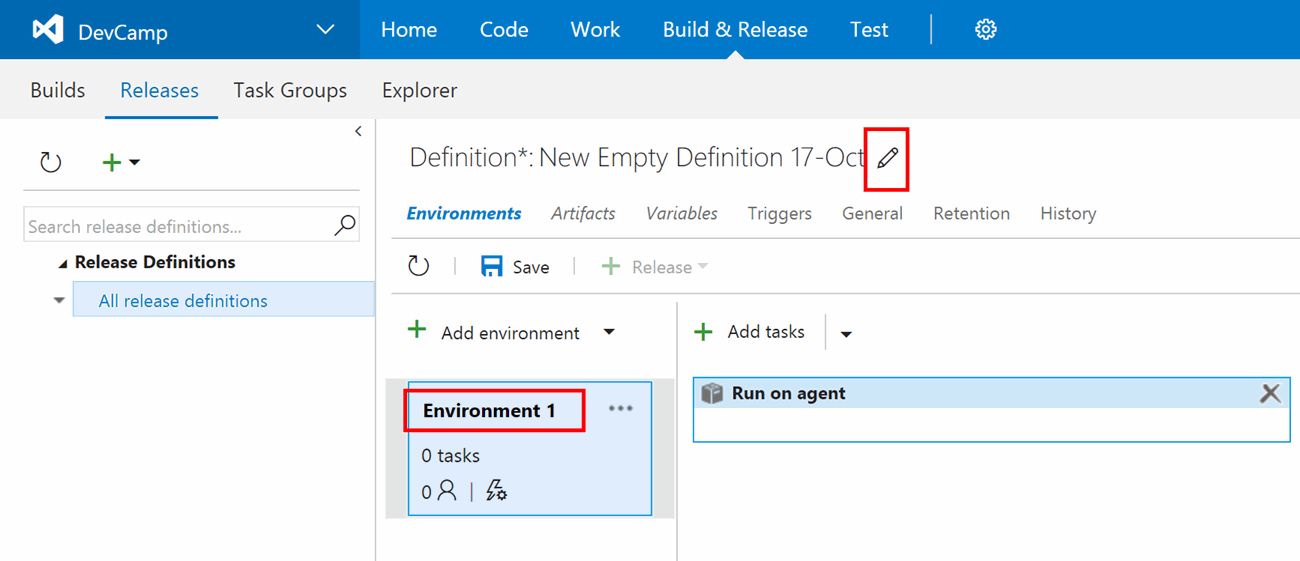 DevCamp Home Code Work Build & Release Test
Builds Releases Task Groups Explorer
Definition*: New Empty Definition 17-Oct
Search release definitions...
Release Definitions
All release definitions
Environments Artifacts Variables Triggers General Retention History
Save Release
Add environment
Add tasks
Environment 1
0 tasks
0
Run on agent